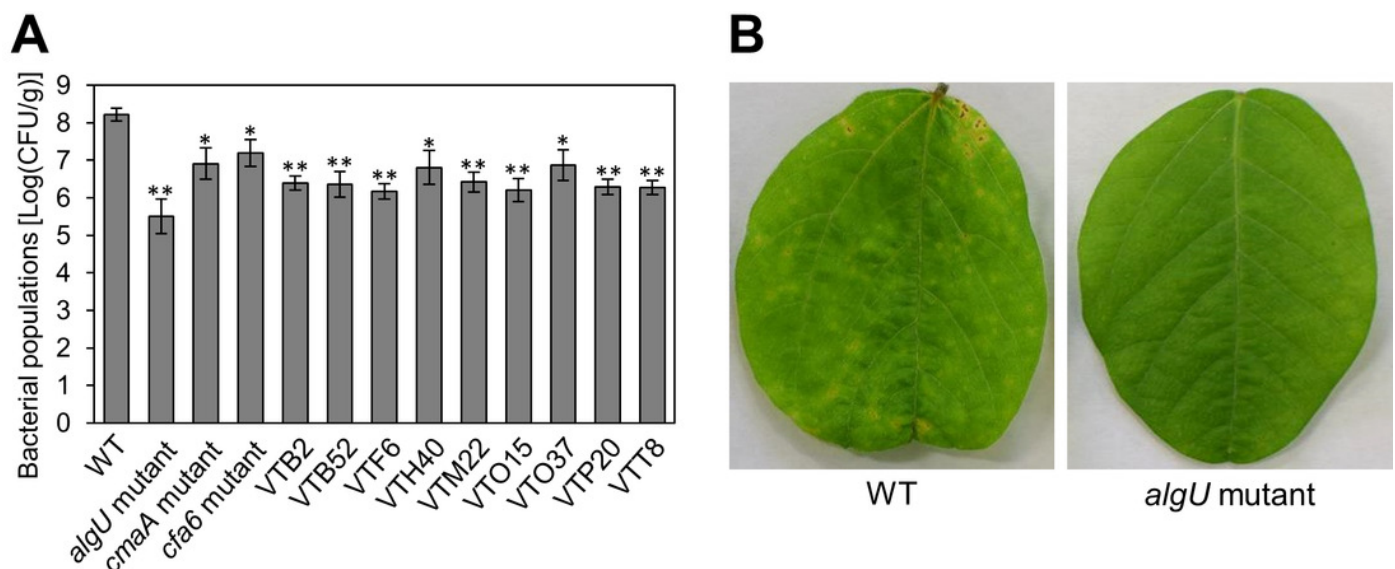 A
B
Bacterial populations [Log(CFU/g)]
9
8
7
6
5
4
3
2
1
0
**
*
*
**
**
**
*
**
**
*
**
**
WT
algU mutant
cmaA mutant
cfa6 mutant
VTB2
VTB52
VTF6
VTH40
VTM22
VTO15
VTO37
VTP20
VTT8
WT
algU mutant